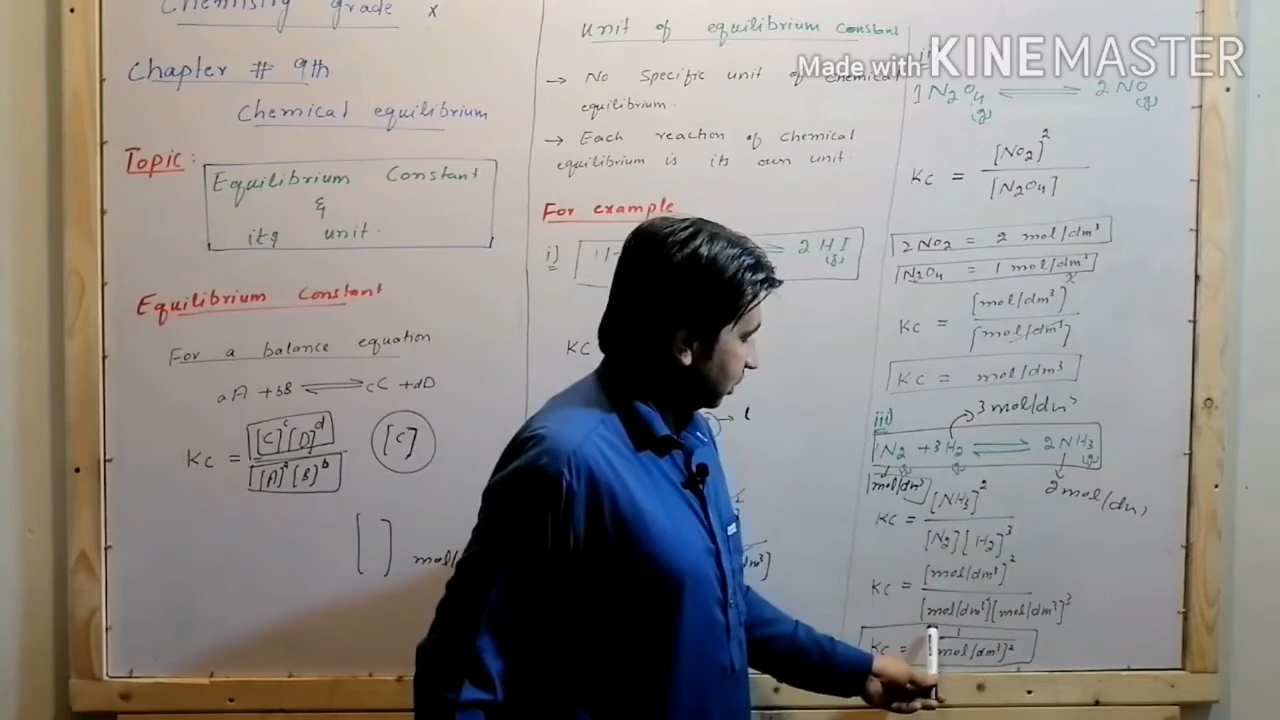 Chemistry grade x
Chapter # 9th
Chemical equilibrium
Topic:
Equilibrium Constant
&
its unit.
Equilibrium Constant
For a balance equation
aA + bB ⇌ cC + dD
Kc = [C]^c [D]^d / [A]^a [B]^b
[C]
[ ] mol/
Unit of equilibrium Constant
→ No Specific unit of chemical
equilibrium.
→ Each reaction of chemical
equilibrium is its own unit.
For example
i) ⇌ 2HI (g)
Kc
Made with KINEMASTER
1 N2O4 (g) ⇌ 2NO (g)
Kc = [NO2]^2 / [N2O4]
2NO2 = 2 mol/dm³
N2O4 = 1 mol/dm³
Kc = [mol/dm³]^2 / [mol/dm³]
Kc = mol/dm³
3 mol/dm³
iii)
N2 (g) + 3H2 (g) ⇌ 2NH3 (g)
1 mol/dm³
2 mol/dm,
Kc = [NH3]^2 / [N2][H2]^3
Kc = [mol/dm³]^2 / [mol/dm³][mol/dm³]^3
Kc = 1 / mol/dm³)^2